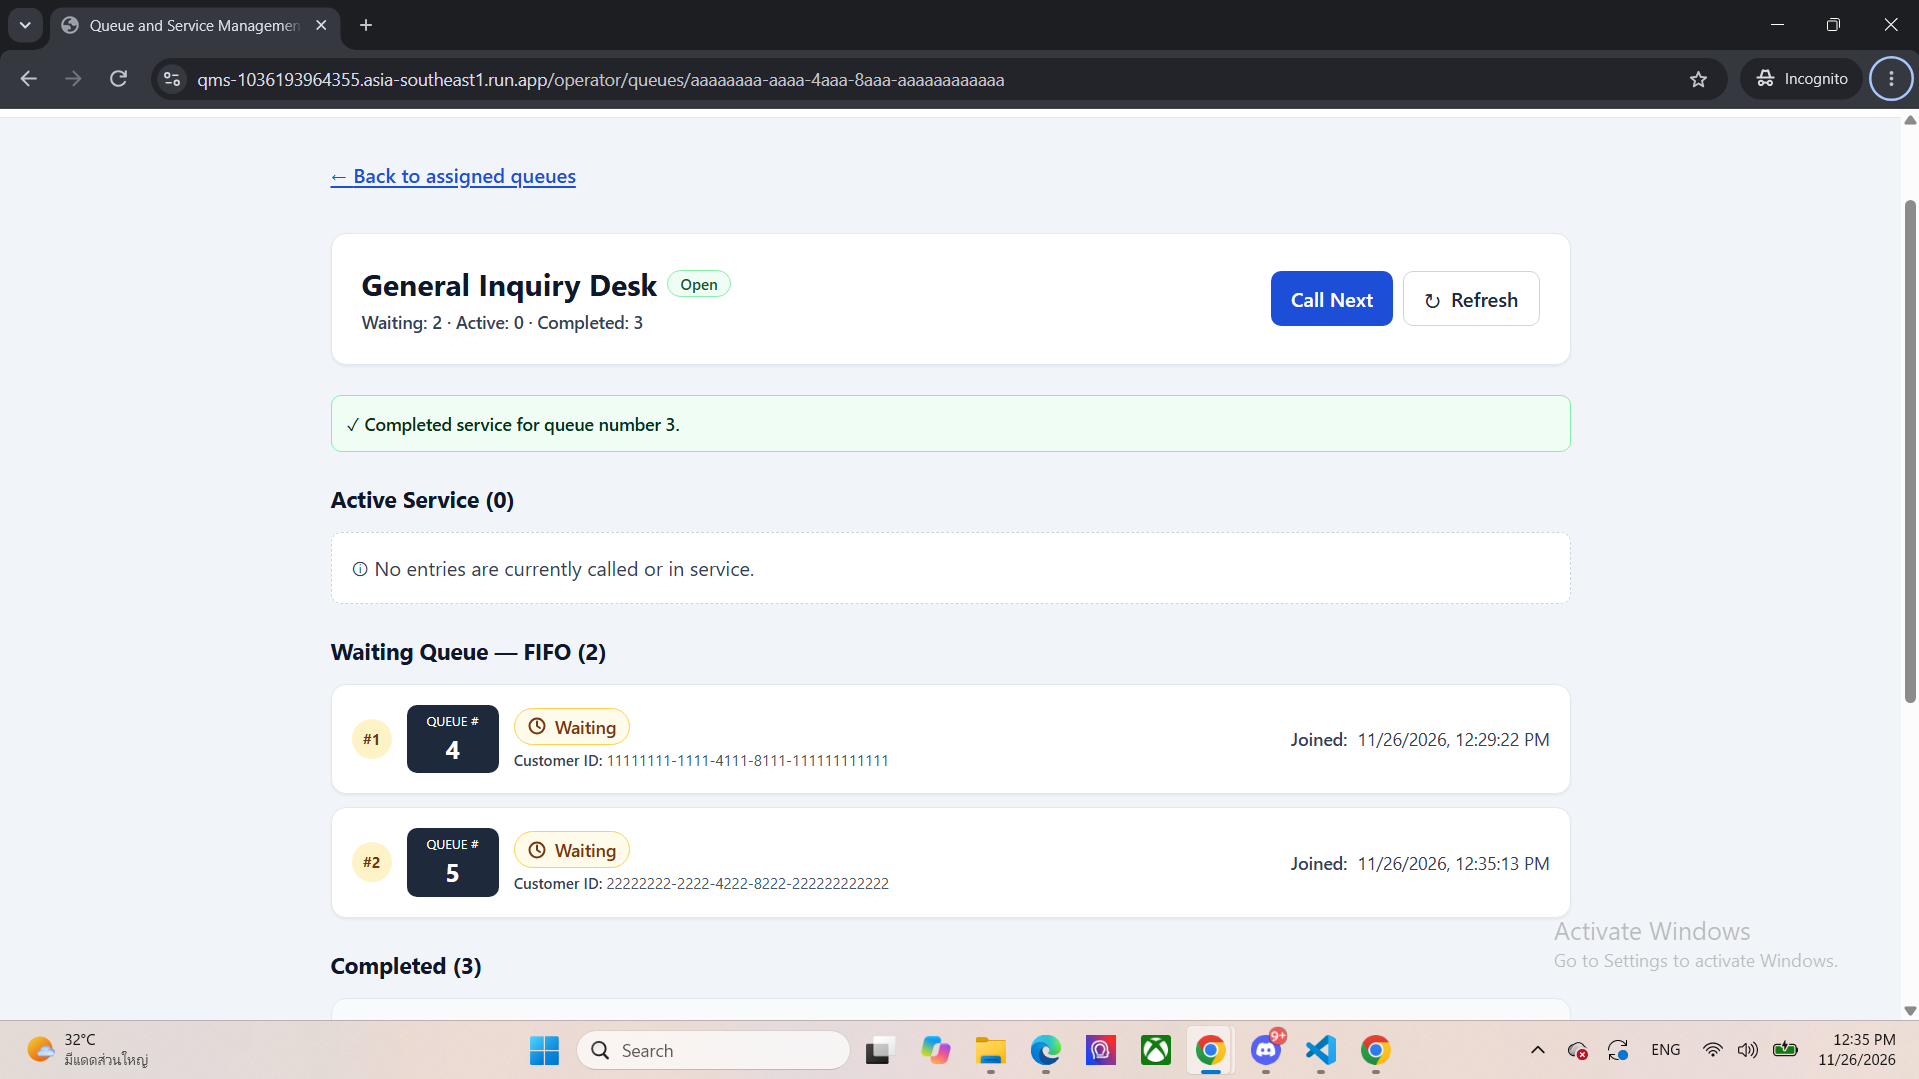 Queue and Service Managemen
qms-1036193964355.asia-southeast1.run.app/operator/queues/aaaaaaaa-aaaa-4aaa-8aaa-aaaaaaaaaaaa
Incognito
← Back to assigned queues
General Inquiry Desk Open
Waiting: 2 · Active: 0 · Completed: 3
Call Next
↻ Refresh
✓ Completed service for queue number 3.
Active Service (0)
ⓘ No entries are currently called or in service.
Waiting Queue — FIFO (2)
#1
QUEUE #
4
Waiting
Customer ID: 11111111-1111-4111-8111-111111111111
Joined: 11/26/2026, 12:29:22 PM
#2
QUEUE #
5
Waiting
Customer ID: 22222222-2222-4222-8222-222222222222
Joined: 11/26/2026, 12:35:13 PM
Completed (3)
Activate Windows
Go to Settings to activate Windows.
32°C
มีแดดส่วนใหญ่
Search
9+
ENG
12:35 PM
11/26/2026